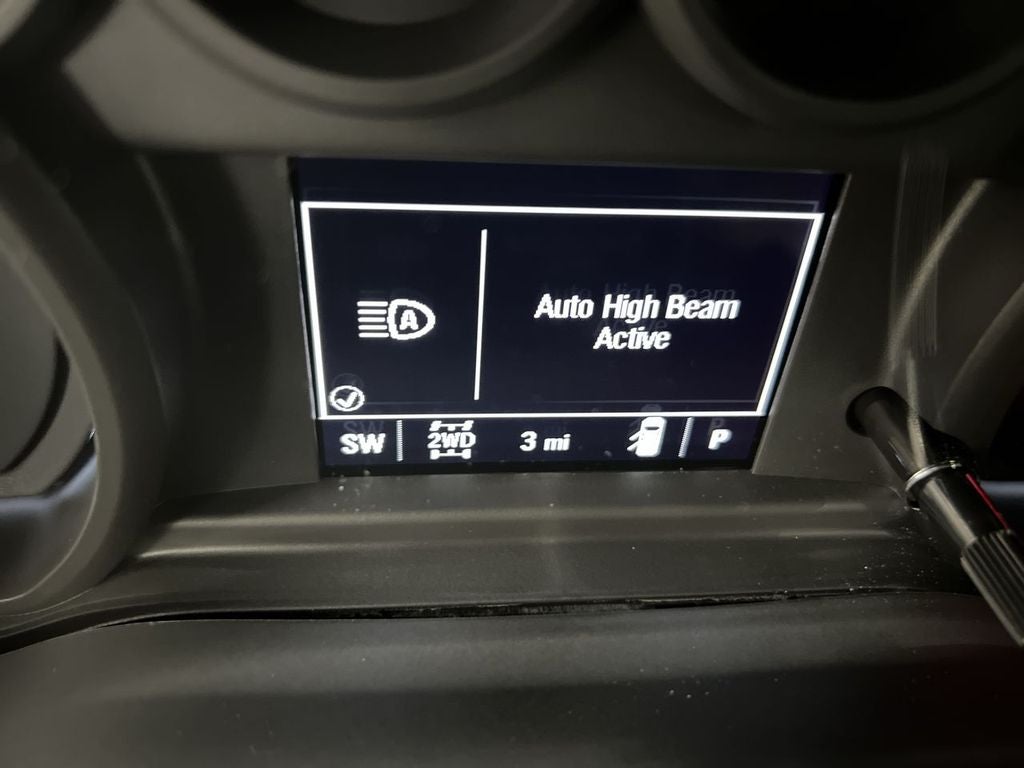 A
Auto High Beam
Active
SW 2WD 3 mi P